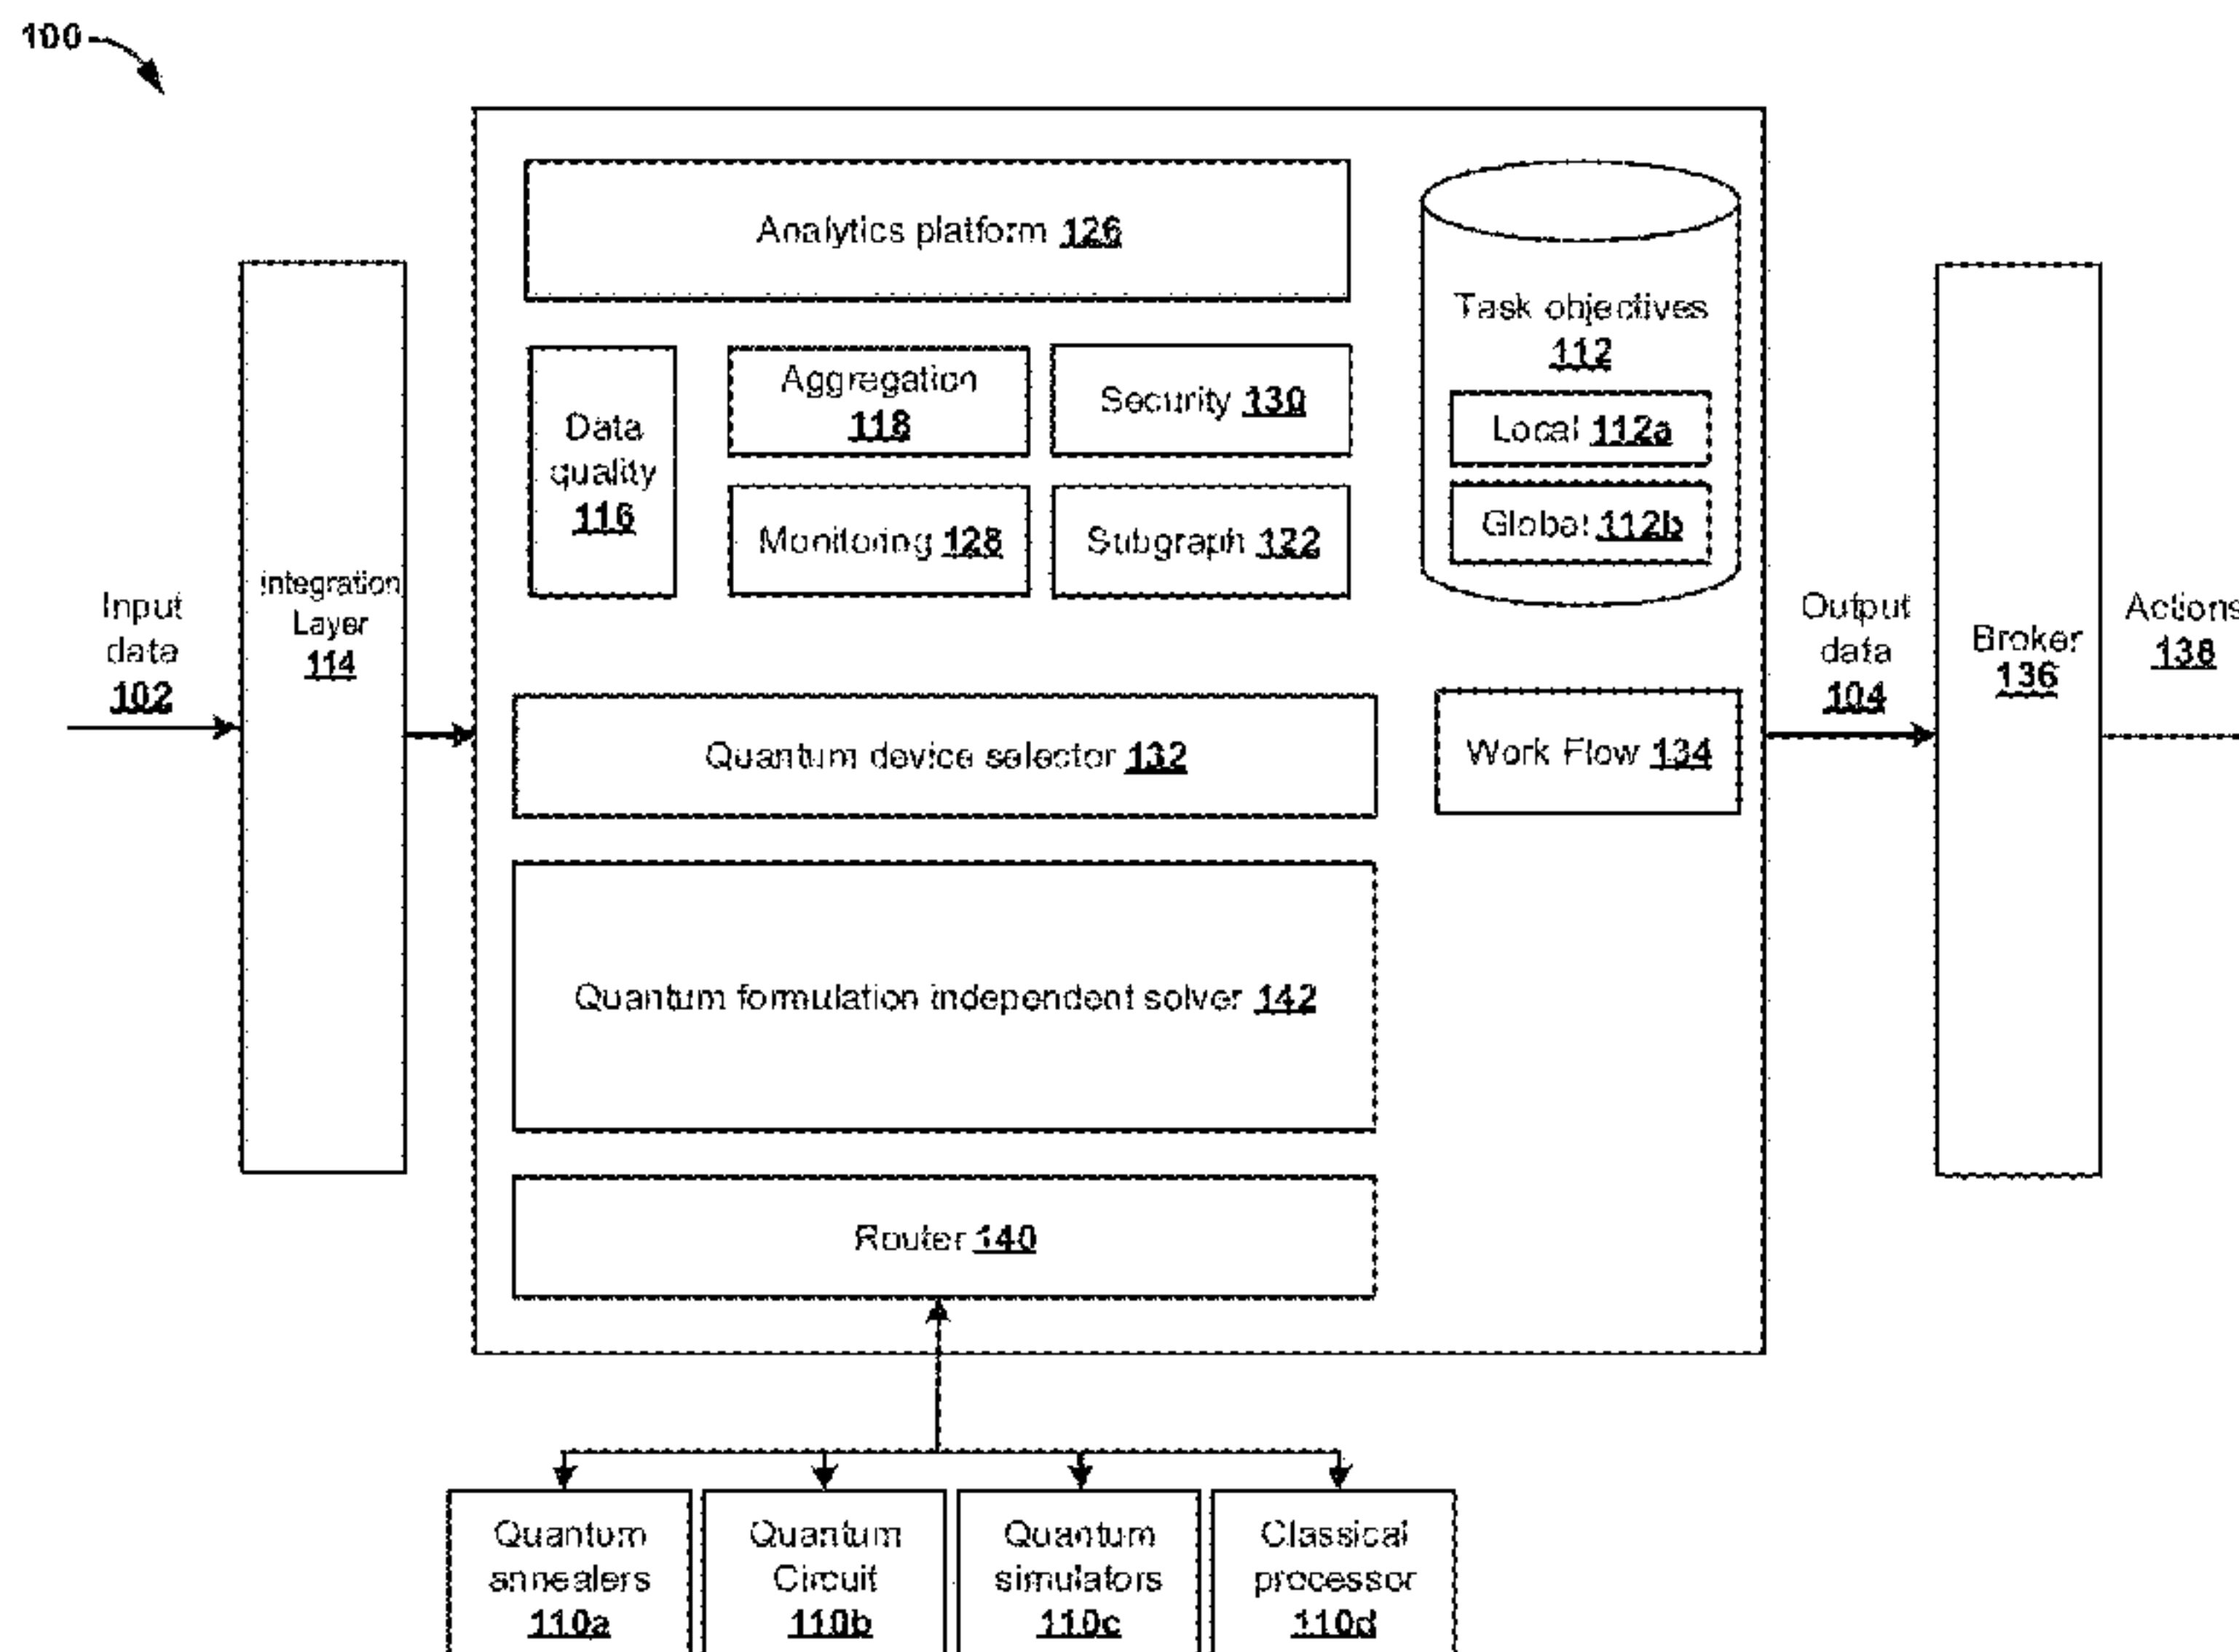 100
Input
data
102
Integration
Layer
114
Analytics platform 126
Data
quality
116
Aggregation
118
Security 130
Monitoring 128
Subgraph 122
Task objectives
112
Local 112a
Global 112b
Quantum device selector 132
Work Flow 134
Quantum formulation independent solver 142
Router 140
Output
data
104
Broker
136
Actions
138
Quantum
annealers
110a
Quantum
Circuit
110b
Quantum
simulators
110c
Classical
processor
110d